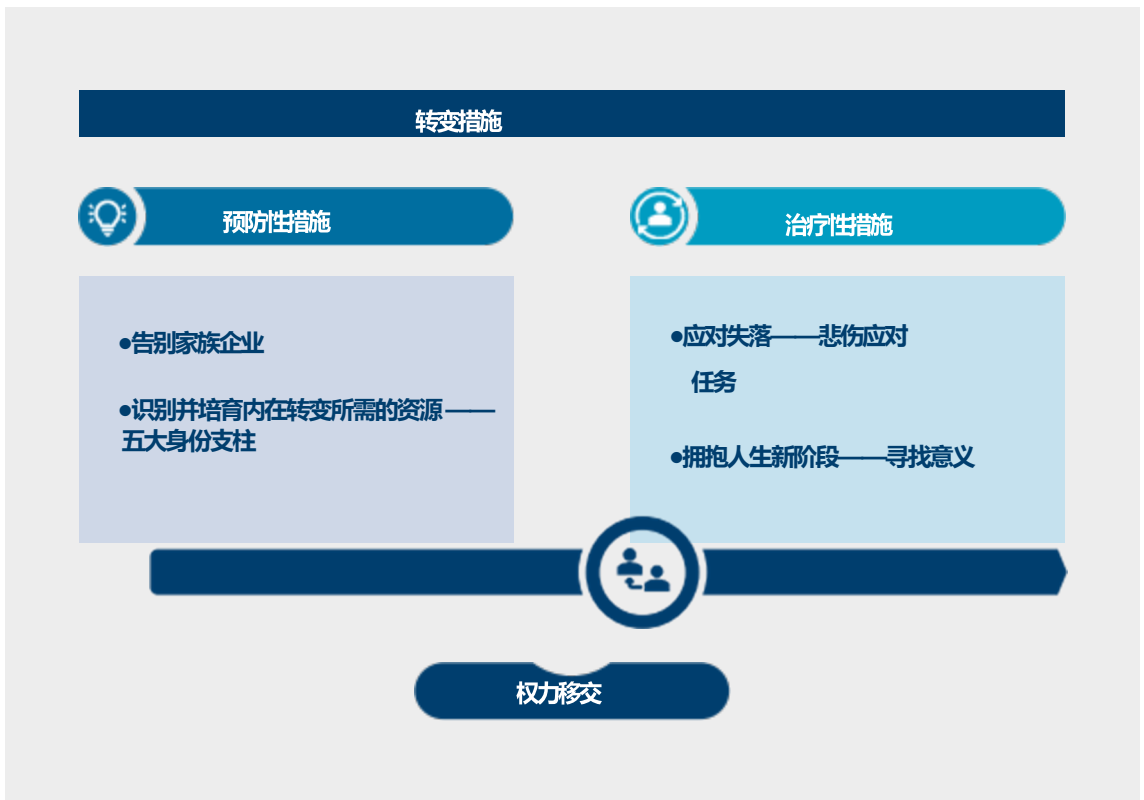 转变措施
预防性措施
●告别家族企业
●识别并培育内在转变所需的资源——
五大身份支柱
治疗性措施
●应对失落——悲伤应对
任务
●拥抱人生新阶段——寻找意义
权力移交